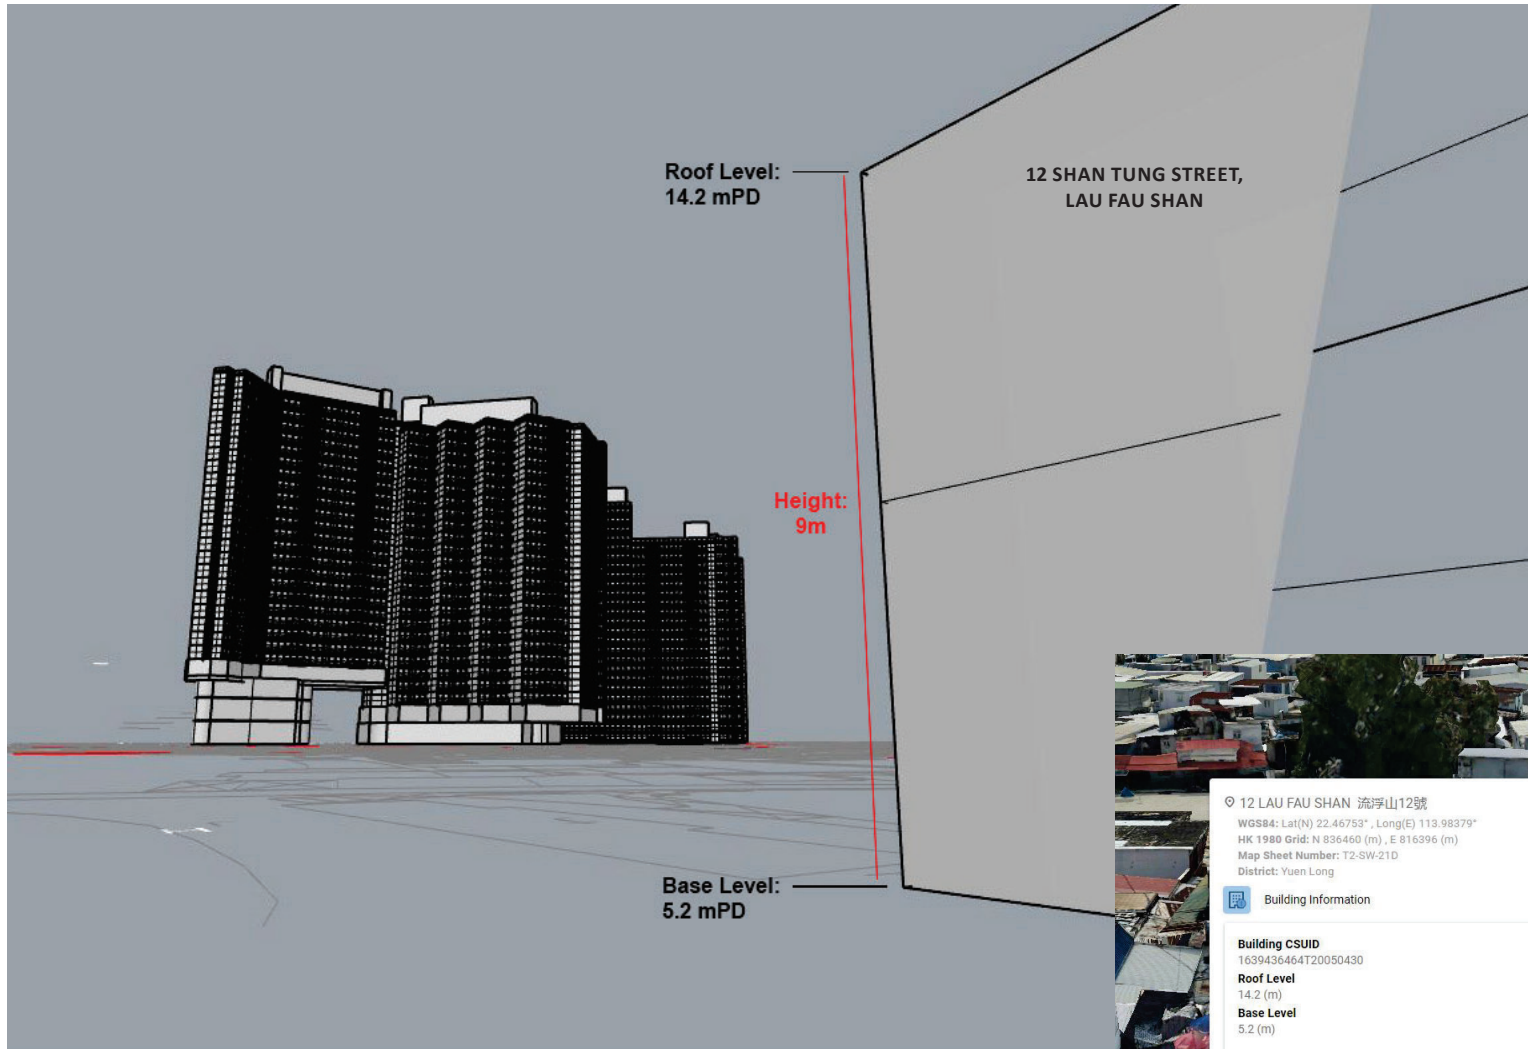 Roof Level:
14.2 mPD
12 SHAN TUNG STREET,
LAU FAU SHAN
Height:
9m
Base Level:
5.2 mPD
12 LAU FAU SHAN 流浮山12號
WGS84: Lat(N) 22.46753° , Long(E) 113.98379°
HK 1980 Grid: N 836460 (m) , E 816396 (m)
Map Sheet Number: T2-SW-21D
District: Yuen Long
Building Information
Building CSUID
1639436464T20050430
Roof Level
14.2 (m)
Base Level
5.2 (m)